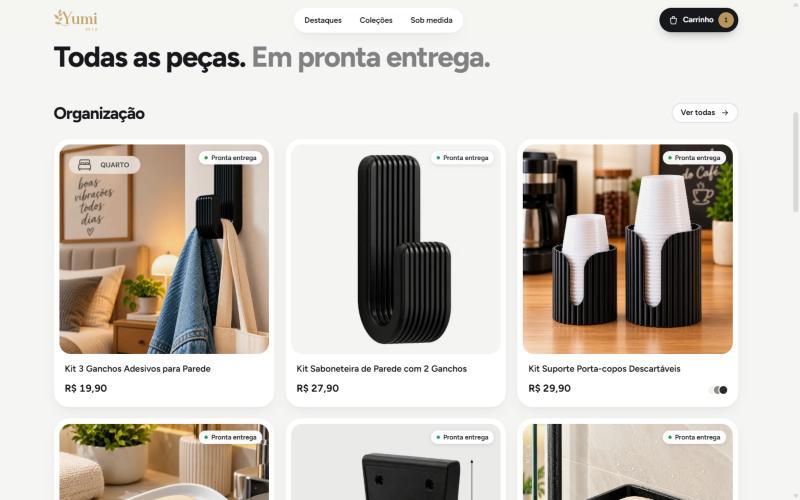 Yumi
mix
Destaques Coleções Sob medida
Carrinho 1
Todas as peças. Em pronta entrega.
Organização
Ver todas →
QUARTO
Pronta entrega
boas
vibrações
todos
dias
Pronta entrega
Pronta entrega
do Café
Kit 3 Ganchos Adesivos para Parede
R$ 19,90
Kit Saboneteira de Parede com 2 Ganchos
R$ 27,90
Kit Suporte Porta-copos Descartáveis
R$ 29,90
Pronta entrega
Pronta entrega
Pronta entrega